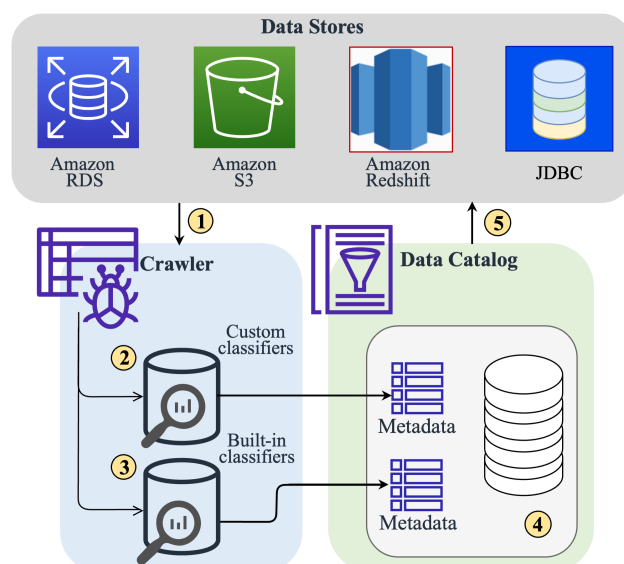 Data Stores
Amazon
RDS
Amazon
S3
Amazon
Redshift
JDBC
1
5
Crawler
Data Catalog
Custom
classifiers
2
Metadata
Built-in
classifiers
3
Metadata
4